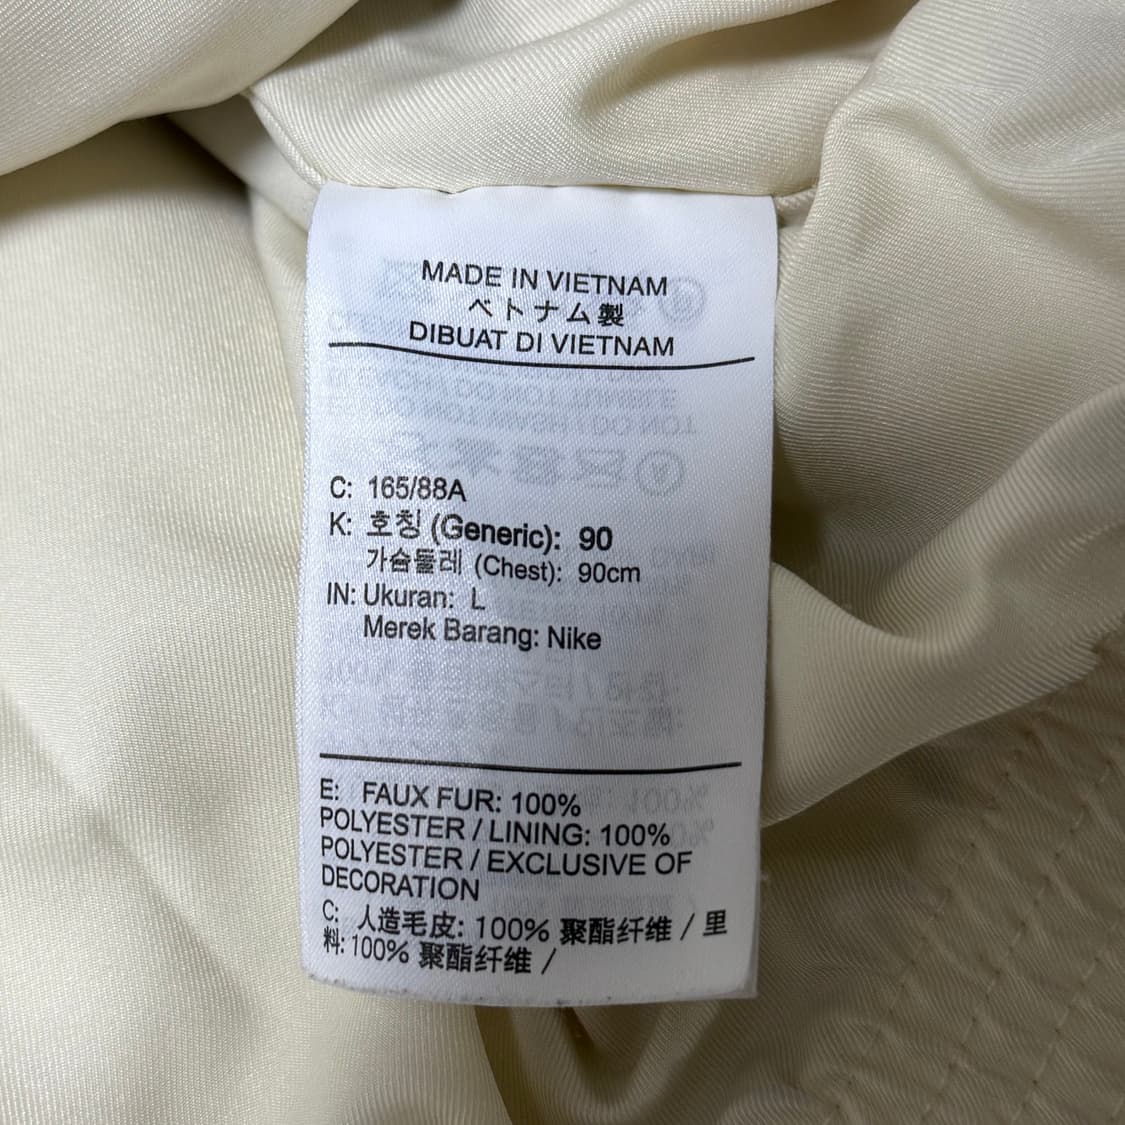 MADE IN VIETNAM
ベトナム製
DIBUAT DI VIETNAM
C: 165/88A
K: 호칭 (Generic): 90
가슴둘레 (Chest): 90cm
IN: Ukuran: L
Merek Barang: Nike
E: FAUX FUR: 100%
POLYESTER / LINING: 100%
POLYESTER / EXCLUSIVE OF
DECORATION
C: 人造毛皮: 100% 聚酯纤维 / 里
料: 100% 聚酯纤维 /